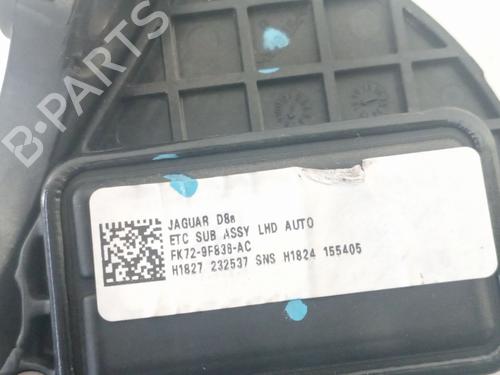 B-PARTS
JAGUAR D8a
ETC SUB ASSY LHD AUTO
FK72-9F836-AC
H1827 232537 SNS H1824 155405